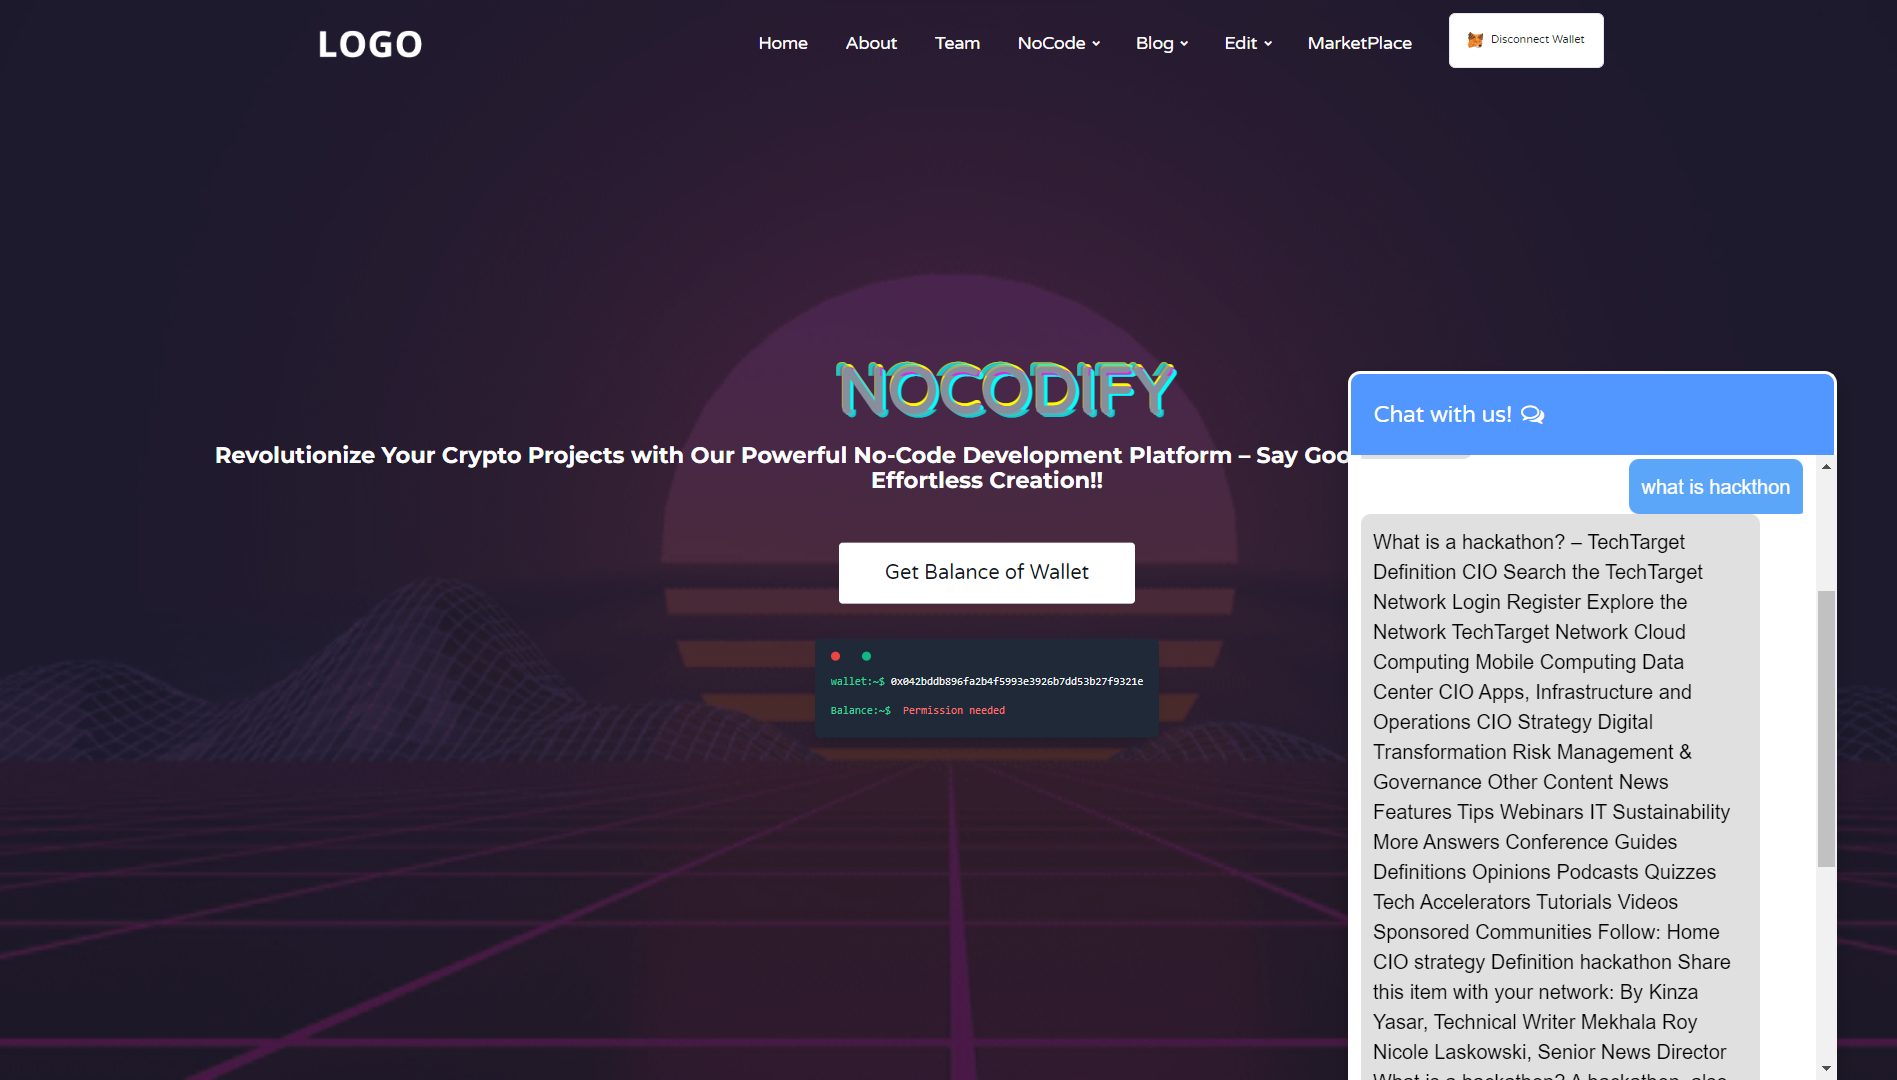 LOGO
Home
About
Team
NoCode
Blog
Edit
MarketPlace
Disconnect Wallet
NOCODIFY
Revolutionize Your Crypto Projects with Our Powerful No-Code Development Platform – Say Goo
Effortless Creation!!
Get Balance of Wallet
wallet:~$ 0x042bddb896fa2b4f5993e3926b7dd53b27f9321e
Balance:~$ Permission needed
Chat with us!
what is hackthon
What is a hackathon? – TechTarget
Definition CIO Search the TechTarget
Network Login Register Explore the
Network TechTarget Network Cloud
Computing Mobile Computing Data
Center CIO Apps, Infrastructure and
Operations CIO Strategy Digital
Transformation Risk Management &
Governance Other Content News
Features Tips Webinars IT Sustainability
More Answers Conference Guides
Definitions Opinions Podcasts Quizzes
Tech Accelerators Tutorials Videos
Sponsored Communities Follow: Home
CIO strategy Definition hackathon Share
this item with your network: By Kinza
Yasar, Technical Writer Mekhala Roy
Nicole Laskowski, Senior News Director
What is a hackathon? A hackathon, also